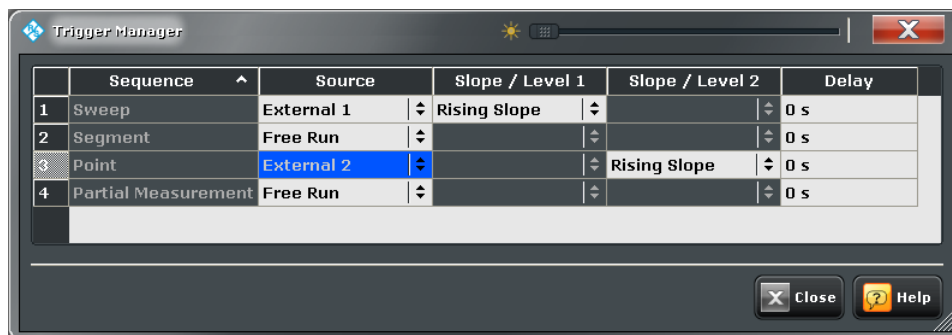 Trigger Manager
Sequence Source Slope / Level 1 Slope / Level 2 Delay
1 Sweep External 1 Rising Slope 0 s
2 Segment Free Run 0 s
3 Point External 2 Rising Slope 0 s
4 Partial Measurement Free Run 0 s
Close Help